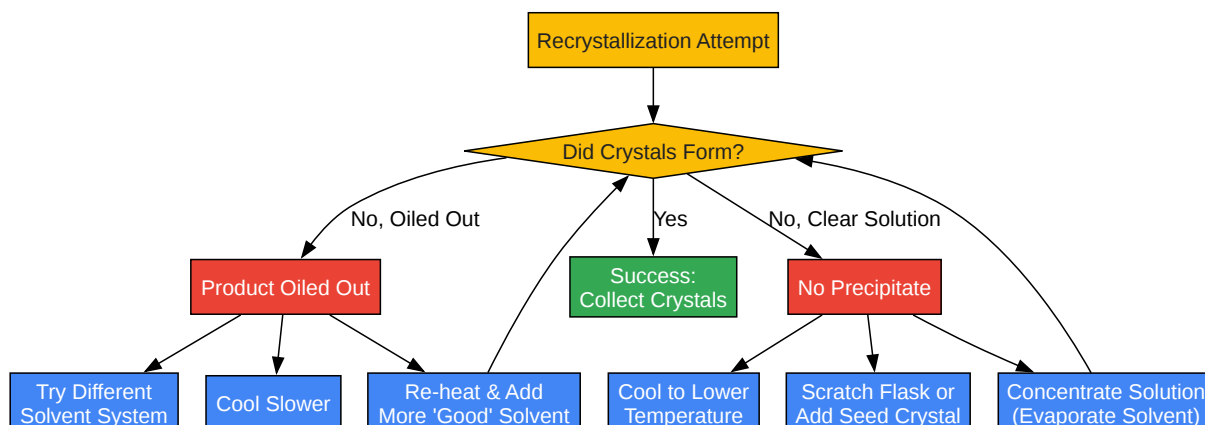 Recrystallization Attempt
Did Crystals Form?
No, Oiled Out
Yes
No, Clear Solution
Product Oiled Out
Success:
Collect Crystals
No Precipitate
Try Different
Solvent System
Cool Slower
Re-heat & Add
More 'Good' Solvent
Cool to Lower
Temperature
Scratch Flask or
Add Seed Crystal
Concentrate Solution
(Evaporate Solvent)